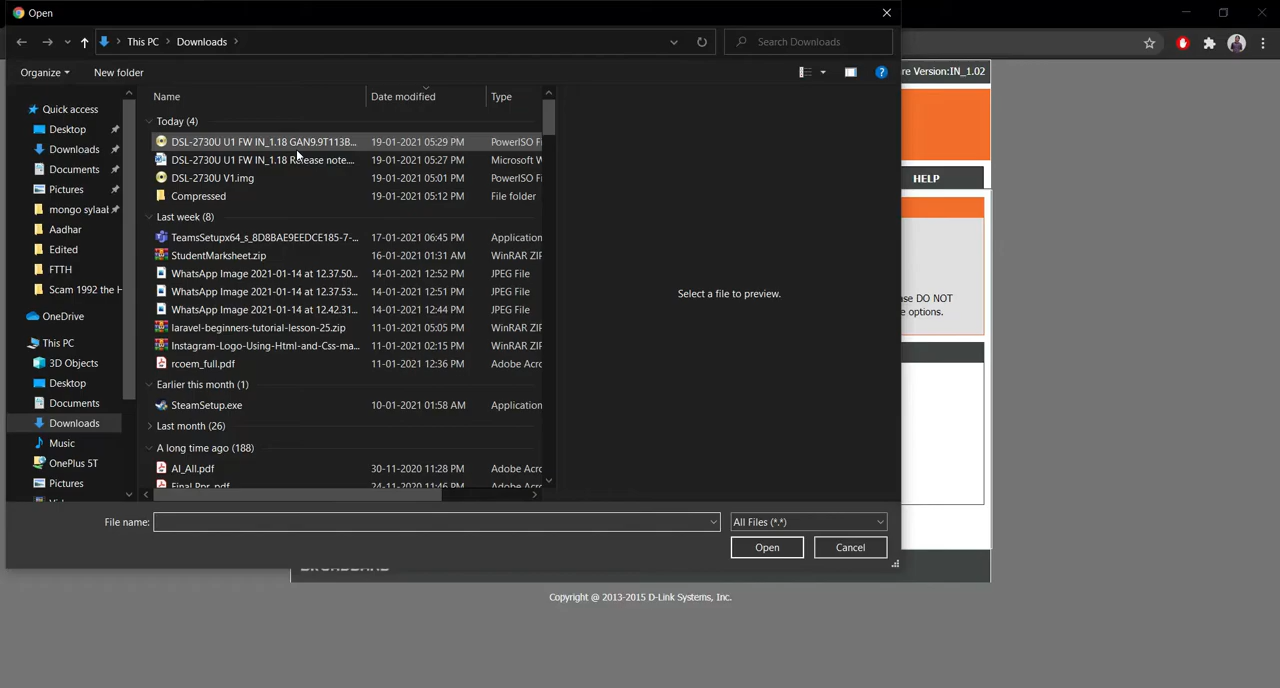 Open
This PC
Downloads
Search Downloads
Organize
New folder
re Version:IN_1.02
Name
Date modified
Type
Quick access
Desktop
Downloads
Documents
Pictures
mongo sylaal
Aadhar
Edited
FTTH
Scam 1992 the H
OneDrive
This PC
3D Objects
Desktop
Documents
Downloads
Music
OnePlus 5T
Pictures
Today (4)
DSL-2730U U1 FW IN_1.18 GAN9.9T113B... 19-01-2021 05:29 PM PowerISO Fi
DSL-2730U U1 FW IN_1.18 Release note.... 19-01-2021 05:27 PM Microsoft W
DSL-2730U V1.img 19-01-2021 05:01 PM PowerISO Fi
Compressed 19-01-2021 05:12 PM File folder
Last week (8)
TeamsSetupx64_s_8D8BAE9EEDCE185-7-... 17-01-2021 06:45 PM Application
StudentMarksheet.zip 16-01-2021 01:31 AM WinRAR ZIP
WhatsApp Image 2021-01-14 at 12.37.50... 14-01-2021 12:52 PM JPEG File
WhatsApp Image 2021-01-14 at 12.37.53... 14-01-2021 12:51 PM JPEG File
WhatsApp Image 2021-01-14 at 12.42.31... 14-01-2021 12:44 PM JPEG File
laravel-beginners-tutorial-lesson-25.zip 11-01-2021 05:05 PM WinRAR ZIP
Instagram-Logo-Using-Html-and-Css-ma... 11-01-2021 02:15 PM WinRAR ZIP
rcoem_full.pdf 11-01-2021 12:36 PM Adobe Acro
Earlier this month (1)
SteamSetup.exe 10-01-2021 01:58 AM Application
Last month (26)
A long time ago (188)
AI_All.pdf 30-11-2020 11:28 PM Adobe Acro
Final Ppr .pdf 24-11-2020 11:46 PM Adobe Acro
Select a file to preview.
HELP
ase DO NOT
e options.
File name:
All Files (*.*)
Open
Cancel
BROADBAND
Copyright @ 2013-2015 D-Link Systems, Inc.